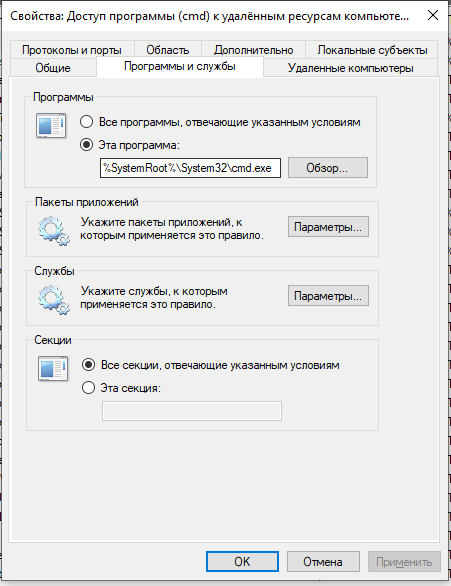 Свойства: Доступ программы (cmd) к удалённым ресурсам компьюте...
Протоколы и порты
Область
Дополнительно
Локальные субъекты
Общие
Программы и службы
Удаленные компьютеры
Программы
Все программы, отвечающие указанным условиям
Эта программа:
%SystemRoot%\System32\cmd.exe
Обзор...
Пакеты приложений
Укажите пакеты приложений, к
которым применяется это правило.
Параметры...
Службы
Укажите службы, к которым
применяется это правило.
Параметры...
Секции
Все секции, отвечающие указанным условиям
Эта секция:
OK
Отмена
Применить